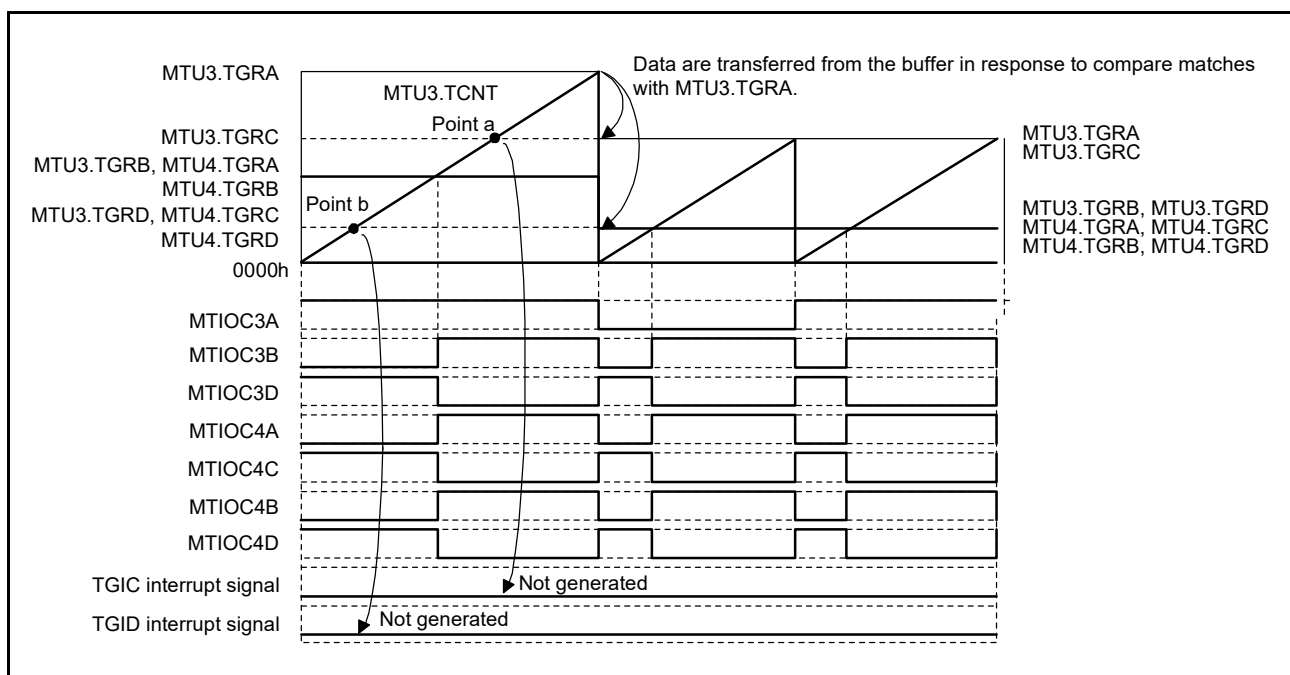 Data are transferred from the buffer in response to compare matches
with MTU3.TGRA.
MTU3.TGRA
MTU3.TCNT
Point a
MTU3.TGRC
MTU3.TGRA
MTU3.TGRC
MTU3.TGRB, MTU4.TGRA
MTU4.TGRB
Point b
MTU3.TGRD, MTU4.TGRC
MTU4.TGRD
MTU3.TGRB, MTU3.TGRD
MTU4.TGRA, MTU4.TGRC
MTU4.TGRB, MTU4.TGRD
0000h
MTIOC3A
MTIOC3B
MTIOC3D
MTIOC4A
MTIOC4C
MTIOC4B
MTIOC4D
TGIC interrupt signal
Not generated
TGID interrupt signal
Not generated